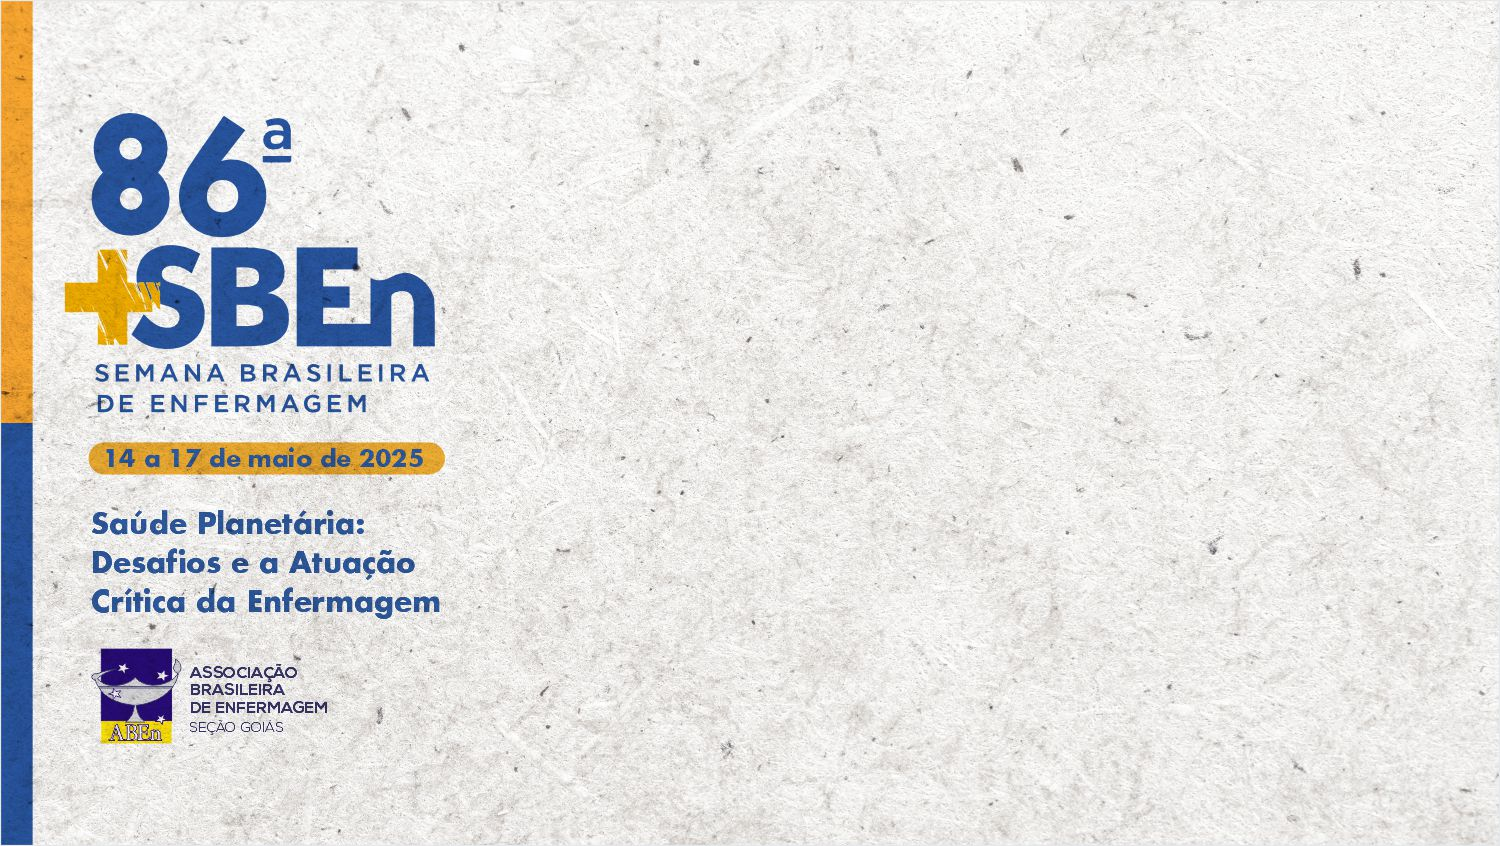 86ª
+SBEn
SEMANA BRASILEIRA
DE ENFERMAGEM
14 a 17 de maio de 2025
Saúde Planetária:
Desafios e a Atuação
Crítica da Enfermagem
ABEn
ASSOCIAÇÃO
BRASILEIRA
DE ENFERMAGEM
SEÇÃO GOIÁS